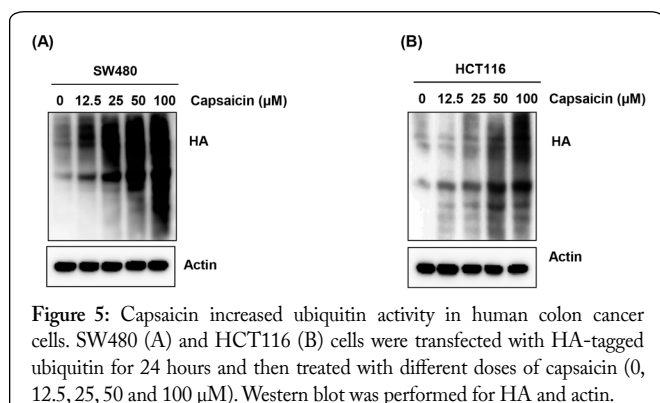 (A)
SW480
0 12.5 25 50 100 Capsaicin (μM)
HA
Actin
(B)
HCT116
0 12.5 25 50 100 Capsaicin (μM)
HA
Actin
Figure 5: Capsaicin increased ubiquitin activity in human colon cancer
cells. SW480 (A) and HCT116 (B) cells were transfected with HA-tagged
ubiquitin for 24 hours and then treated with different doses of capsaicin (0,
12.5, 25, 50 and 100 μM). Western blot was performed for HA and actin.